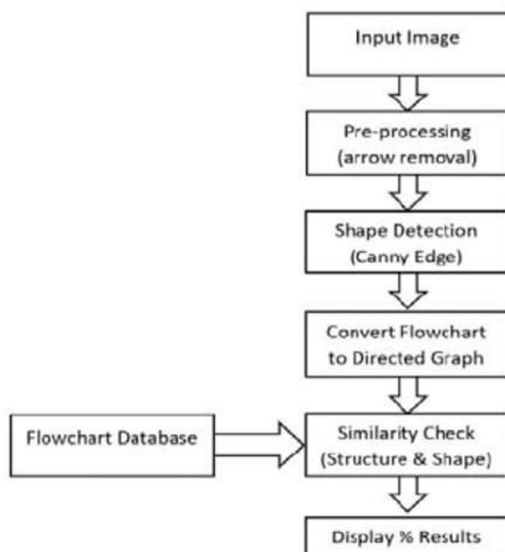 Input Image
Pre-processing
(arrow removal)
Shape Detection
(Canny Edge)
Convert Flowchart
to Directed Graph
Flowchart Database
Similarity Check
(Structure & Shape)
Display % Results